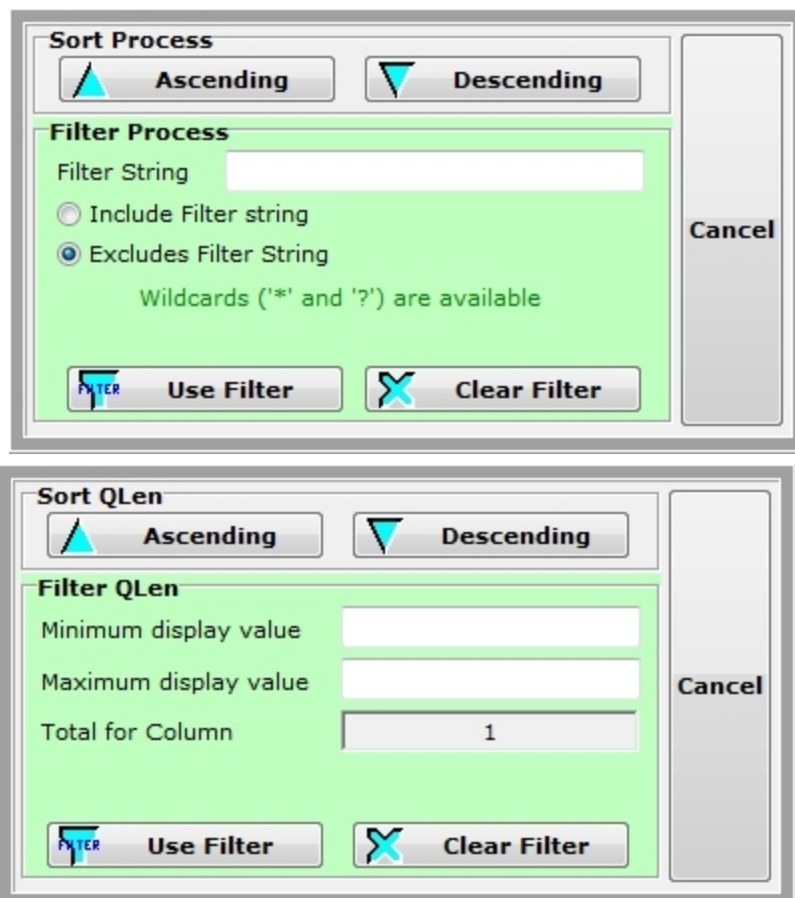 Sort Process
Ascending Descending
Filter Process
Filter String
Include Filter string
Excludes Filter String
Wildcards ('*' and '?') are available
FILTER Use Filter Clear Filter
Cancel
Sort QLen
Ascending Descending
Filter QLen
Minimum display value
Maximum display value
Total for Column 1
FILTER Use Filter Clear Filter
Cancel